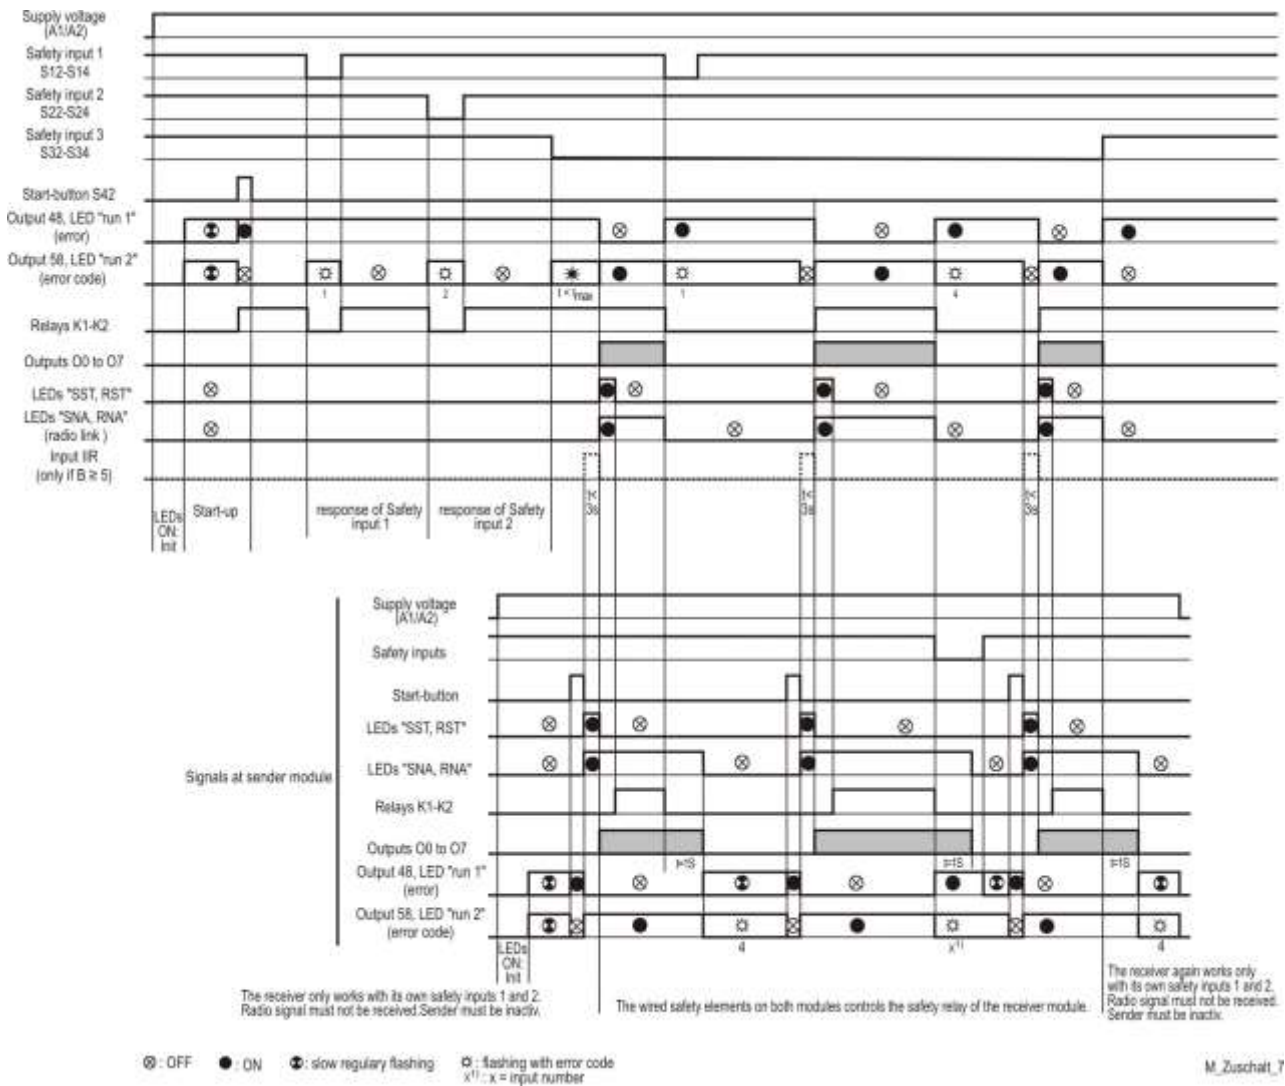 Supply voltage
(A1/A2)
Safety input 1
S12-S14
Safety input 2
S22-S24
Safety input 3
S32-S34
Start-button S42
Output 48, LED "run 1"
(error)
Output 58, LED "run 2"
(error code)
1
2
t < tmax
1
4
Relays K1-K2
Outputs O0 to O7
LEDs "SST, RST"
LEDs "SNA, RNA"
(radio link )
Input IIR
(only if B ≥ 5)
LEDs
ON:
Init
Start-up
response of Safety
input 1
response of Safety
input 2
t<
3s
t<
3s
t<
3s
Signals at sender module
Supply voltage
(A1/A2)
Safety inputs
Start-button
LEDs "SST, RST"
LEDs "SNA, RNA"
Relays K1-K2
Outputs O0 to O7
t=1S
t=1S
t=1S
Output 48, LED "run 1"
(error)
Output 58, LED "run 2"
(error code)
4
x¹⁾
4
LEDs
ON:
Init
The receiver only works with its own safety inputs 1 and 2.
Radio signal must not be received.Sender must be inactiv.
The wired safety elements on both modules controls the safety relay of the receiver module.
The receiver again works only
with its own safety inputs 1 and 2.
Radio signal must not be received.
Sender must be inactiv.
: OFF
: ON
: slow regulary flashing
: flashing with error code
x¹⁾ : x = input number
M_Zuschalt_7